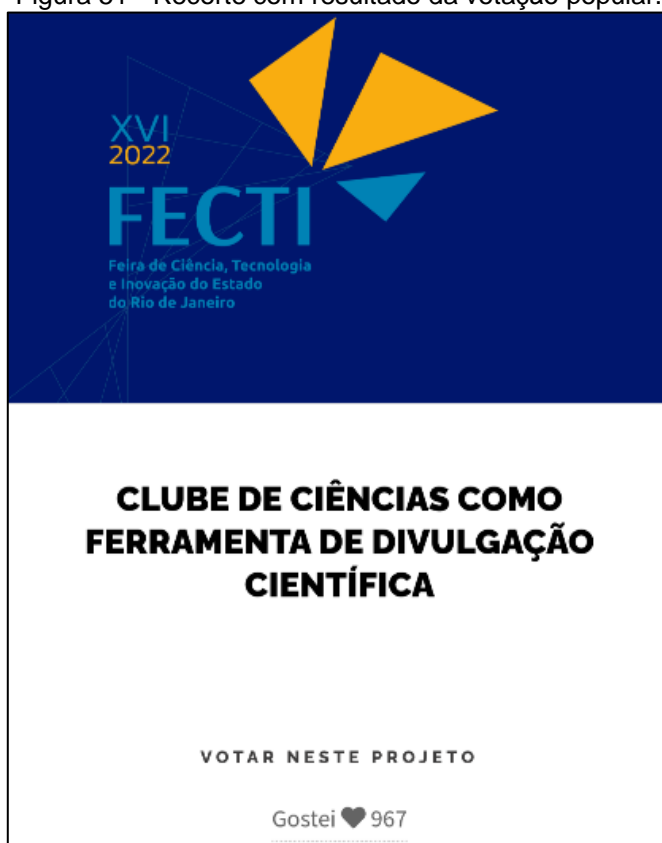 Figura 31 - Recorte com resultado da votação popular.
XVI
2022
FECTI
Feira de Ciência, Tecnologia
e Inovação do Estado
do Rio de Janeiro
CLUBE DE CIÊNCIAS COMO
FERRAMENTA DE DIVULGAÇÃO
CIENTÍFICA
VOTAR NESTE PROJETO
Gostei 967